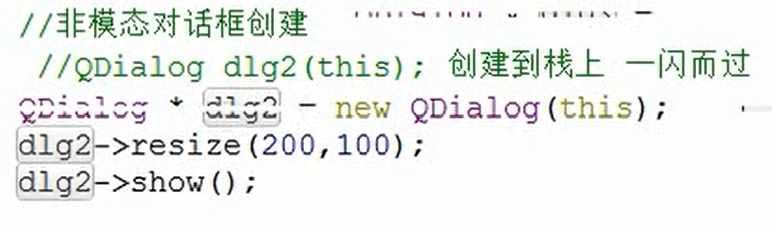 //非模态对话框创建
//QDialog dlg2(this); 创建到栈上 一闪而过
QDialog * dlg2 = new QDialog(this);
dlg2->resize(200,100);
dlg2->show();